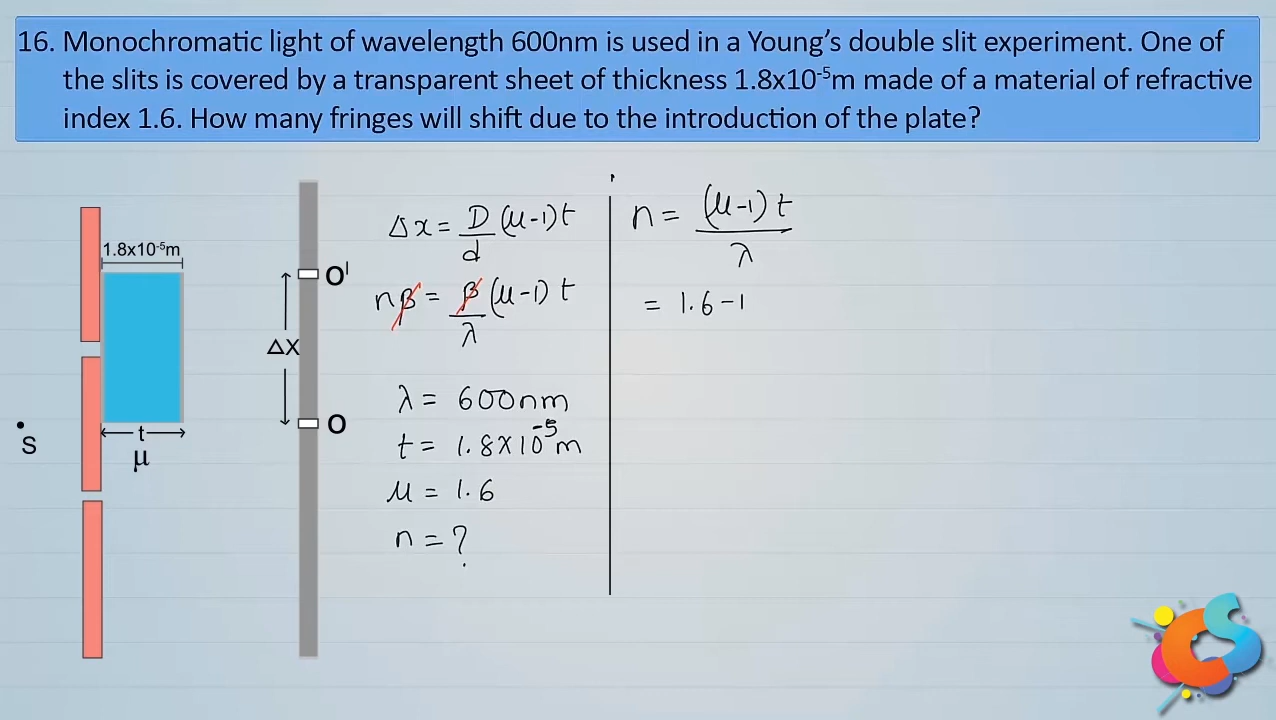 16. Monochromatic light of wavelength 600nm is used in a Young's double slit experiment. One of
the slits is covered by a transparent sheet of thickness 1.8x10⁻⁵m made of a material of refractive
index 1.6. How many fringes will shift due to the introduction of the plate?
1.8x10⁻⁵m
t
μ
S
ΔX
O'
O
Δx = D/d (μ-1)t
nβ = β/λ (μ-1) t
λ = 600nm
t = 1.8X10⁻⁵m
μ = 1.6
n = ?
n = (μ-1) t / λ
= 1.6-1
CS